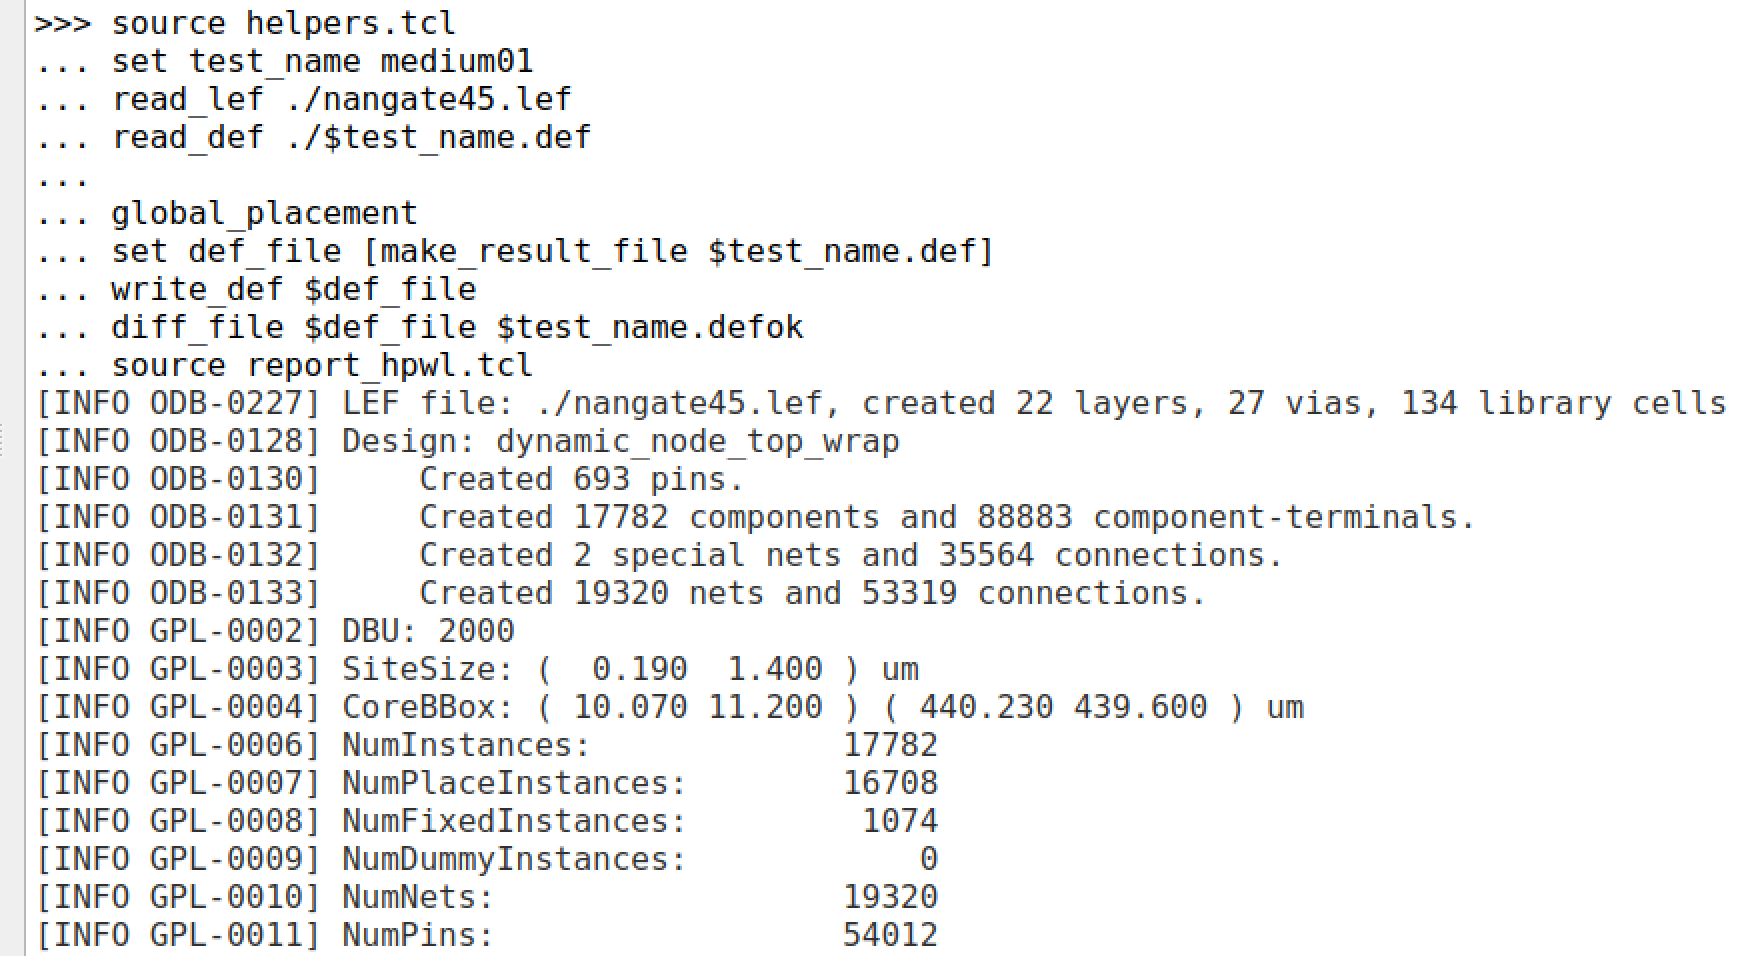 >>> source helpers.tcl
... set test_name medium01
... read_lef ./nangate45.lef
... read_def ./$test_name.def
...
... global_placement
... set def_file [make_result_file $test_name.def]
... write_def $def_file
... diff_file $def_file $test_name.defok
... source report_hpwl.tcl
[INFO ODB-0227] LEF file: ./nangate45.lef, created 22 layers, 27 vias, 134 library cells
[INFO ODB-0128] Design: dynamic_node_top_wrap
[INFO ODB-0130]     Created 693 pins.
[INFO ODB-0131]     Created 17782 components and 88883 component-terminals.
[INFO ODB-0132]     Created 2 special nets and 35564 connections.
[INFO ODB-0133]     Created 19320 nets and 53319 connections.
[INFO GPL-0002] DBU: 2000
[INFO GPL-0003] SiteSize: (  0.190  1.400 ) um
[INFO GPL-0004] CoreBBox: ( 10.070 11.200 ) ( 440.230 439.600 ) um
[INFO GPL-0006] NumInstances:             17782
[INFO GPL-0007] NumPlaceInstances:        16708
[INFO GPL-0008] NumFixedInstances:         1074
[INFO GPL-0009] NumDummyInstances:            0
[INFO GPL-0010] NumNets:                  19320
[INFO GPL-0011] NumPins:                  54012